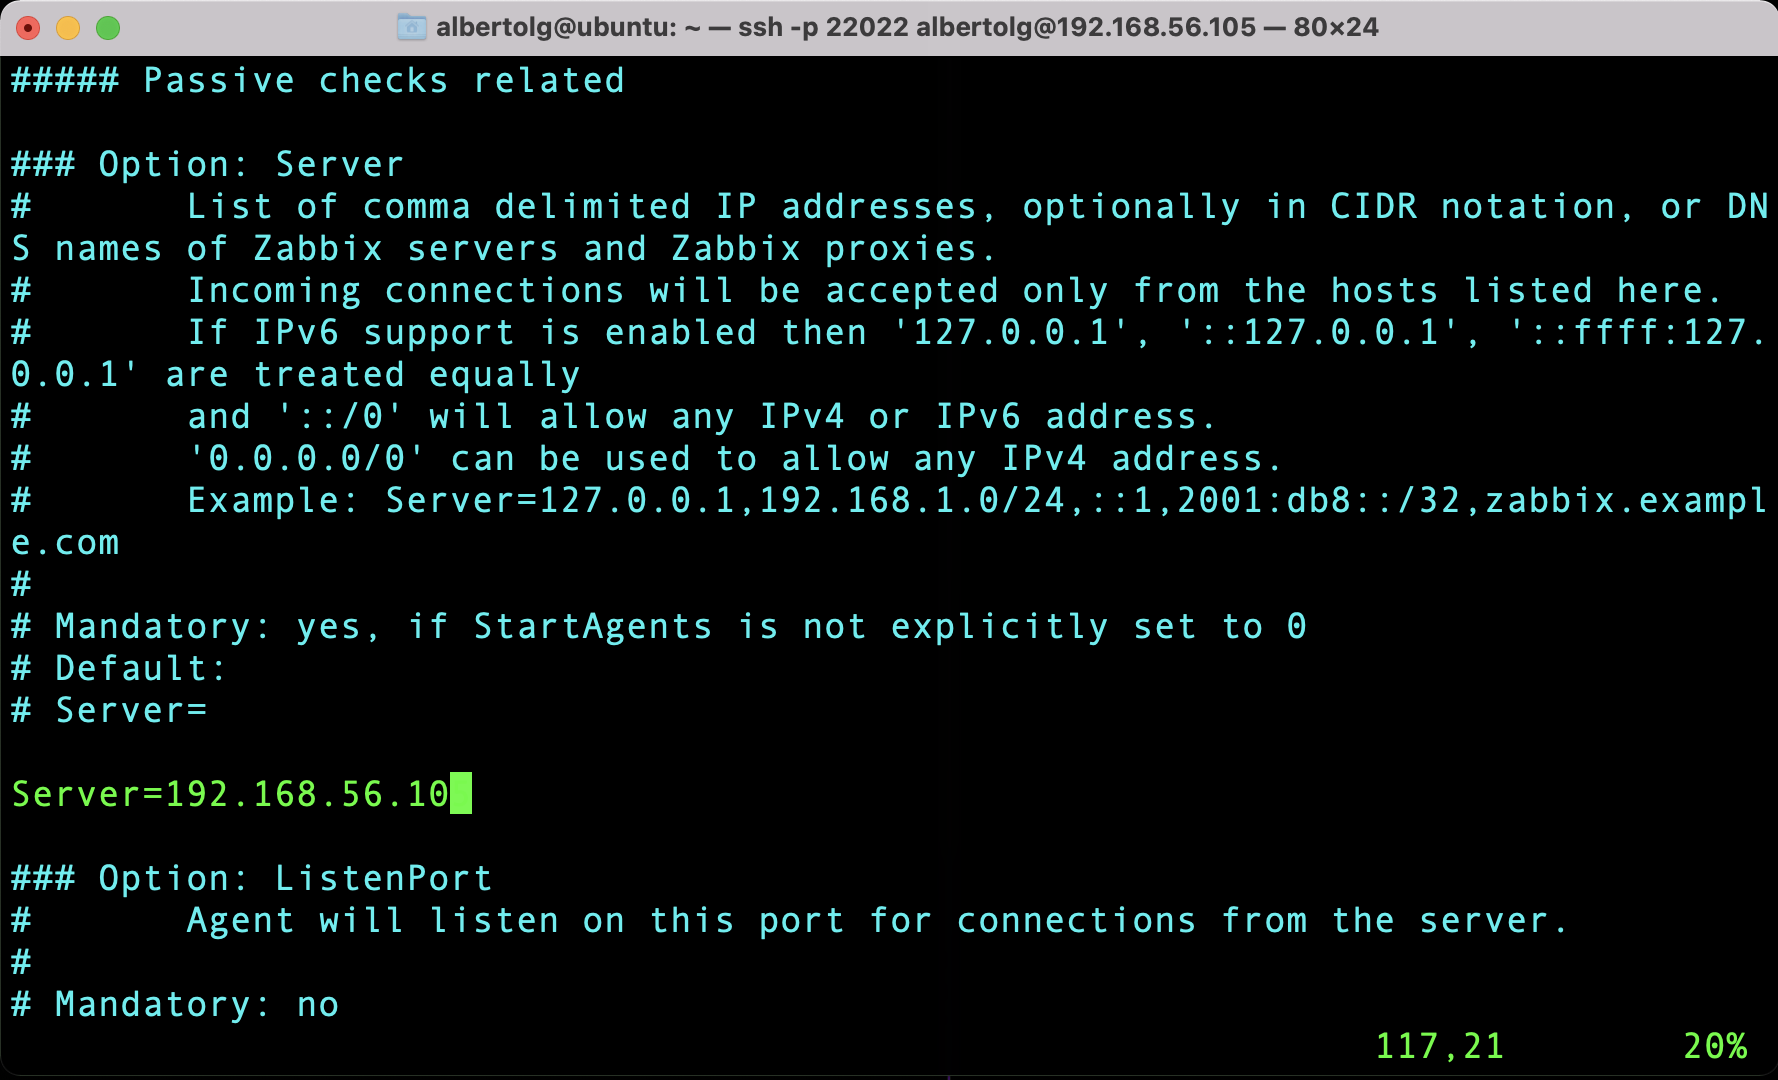 albertolg@ubuntu: ~ — ssh -p 22022 albertolg@192.168.56.105 — 80×24
##### Passive checks related
### Option: Server
#       List of comma delimited IP addresses, optionally in CIDR notation, or DN
S names of Zabbix servers and Zabbix proxies.
#       Incoming connections will be accepted only from the hosts listed here.
#       If IPv6 support is enabled then '127.0.0.1', '::127.0.0.1', '::ffff:127.
0.0.1' are treated equally
#       and '::/0' will allow any IPv4 or IPv6 address.
#       '0.0.0.0/0' can be used to allow any IPv4 address.
#       Example: Server=127.0.0.1,192.168.1.0/24,::1,2001:db8::/32,zabbix.exampl
e.com
#
# Mandatory: yes, if StartAgents is not explicitly set to 0
# Default:
# Server=
Server=192.168.56.10
### Option: ListenPort
#       Agent will listen on this port for connections from the server.
#
# Mandatory: no
117,21        20%